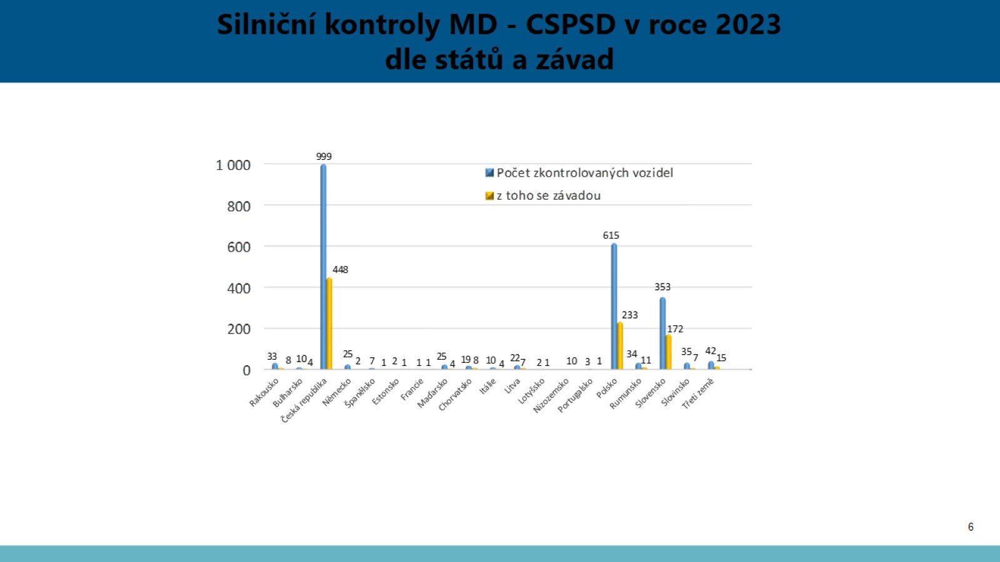 Silniční kontroly MD - CSPSD v roce 2023
dle států a závad
999
1 000
Počet zkontrolovaných vozidel
z toho se závadou
800
615
600
448
400
353
233
200
172
33 8 10 4 25 2 7 1 2 1 1 1 25 4 19 8 10 4 22 7 2 1 10 3 1 34 11 35 7 42 15
0
Rakousko
Bulharsko
Česká republika
Německo
Španělsko
Estonsko
Francie
Maďarsko
Chorvatsko
Itálie
Litva
Lotyšsko
Nizozemsko
Portugalsko
Polsko
Rumunsko
Slovensko
Slovinsko
Třetí země
6